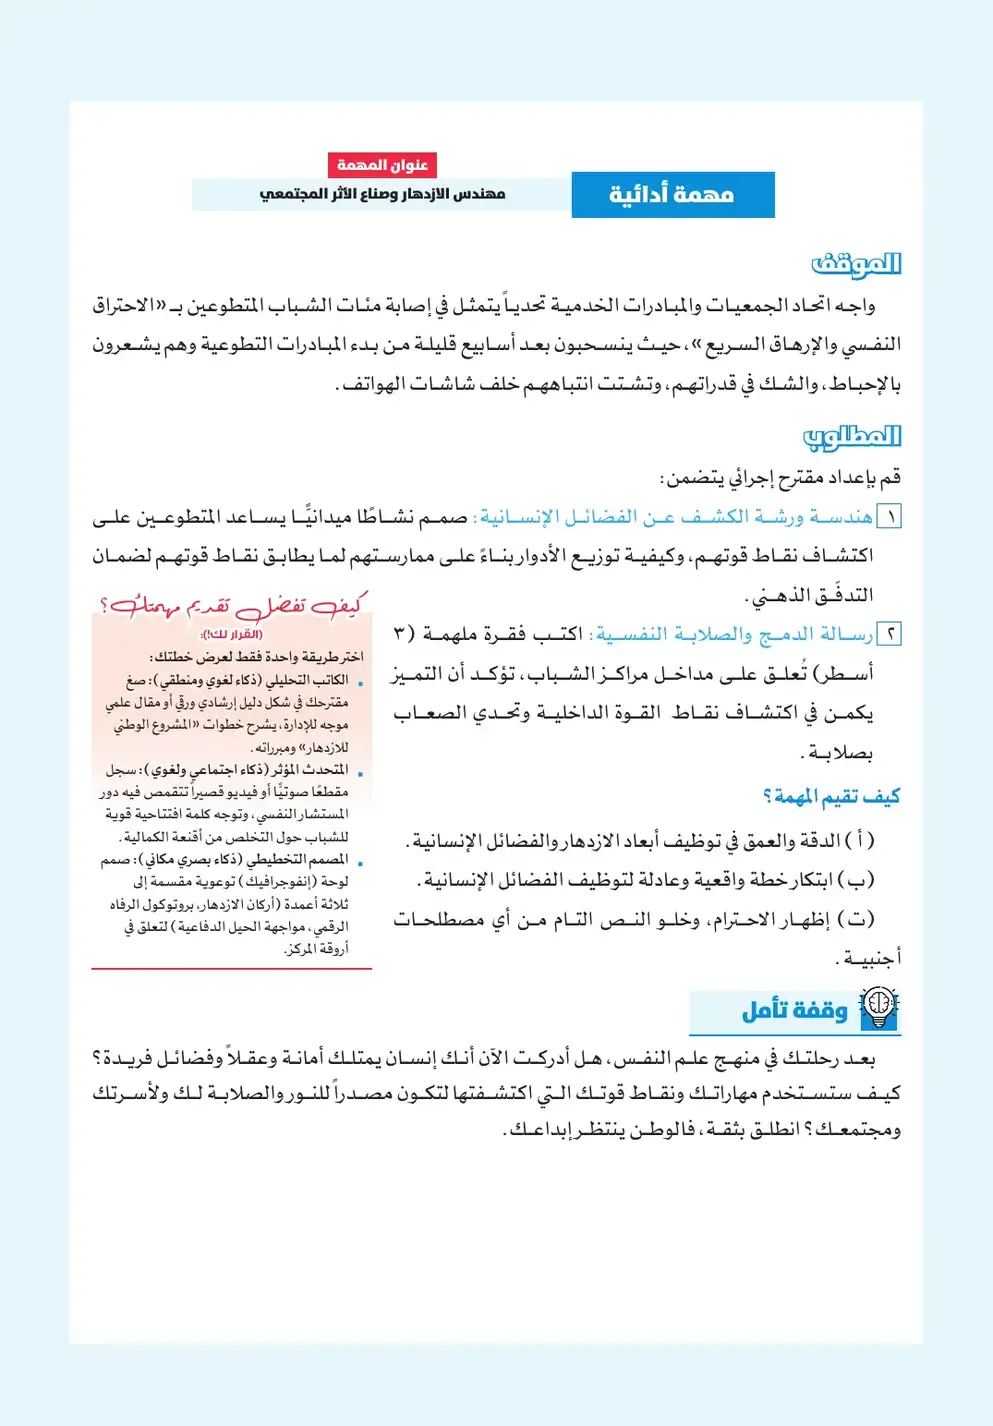 عنوان المهمة
مهمة أدائية
مهندس الازدهار وصناع الأثر المجتمعي
الموقف
واجه اتحاد الجمعيات والمبادرات الخدمية تحدياً يتمثل في إصابة مئات الشباب المتطوعين بـ «الاحتراق
النفسي والإرهاق السريع»، حيث ينسحبون بعد أسابيع قليلة من بدء المبادرات التطوعية وهم يشعرون
بالإحباط، والشك في قدراتهم، وتشتت انتباههم خلف شاشات الهواتف.
المطلوب
قم بإعداد مقترح إجرائي يتضمن:
١ هندسة ورشة الكشف عن الفضائل الإنسانية: صمم نشاطًا ميدانيًّا يساعد المتطوعين على
اكتشاف نقاط قوتهم، وكيفية توزيع الأدوار بناءً على ممارستهم لما يطابق نقاط قوتهم لضمان
التدفّق الذهني.
٢ رسالة الدمج والصلابة النفسية: اكتب فقرة ملهمة (٣
أسطر) تُعلق على مداخل مراكز الشباب، تؤكد أن التميز
يكمن في اكتشاف نقاط القوة الداخلية وتحدي الصعاب
بصلابة.
كيف تقيم المهمة؟
(أ) الدقة والعمق في توظيف أبعاد الازدهار والفضائل الإنسانية.
(ب) ابتكار خطة واقعية وعادلة لتوظيف الفضائل الإنسانية.
(ت) إظهار الاحترام، وخلو النص التام من أي مصطلحات
أجنبية.
كيف تفضل تقديم مهمتك؟
(القرار لك!):
اختر طريقة واحدة فقط لعرض خطتك:
الكاتب التحليلي (ذكاء لغوي ومنطقي): صغ
مقترحك في شكل دليل إرشادي ورقي أو مقال علمي
موجه للإدارة، يشرح خطوات «المشروع الوطني
للازدهار» ومبرراته.
المتحدث المؤثر (ذكاء اجتماعي ولغوي): سجل
مقطعًا صوتيًا أو فيديو قصيراً تتقمص فيه دور
المستشار النفسي، وتوجه كلمة افتتاحية قوية
للشباب حول التخلص من أقنعة الكمالية.
المصمم التخطيطي (ذكاء بصري مكاني): صمم
لوحة (إنفوجرافيك) توعوية مقسمة إلى
ثلاثة أعمدة (أركان الازدهار، بروتوكول الرفاه
الرقمي، مواجهة الحيل الدفاعية) لتعلق في
أروقة المركز.
وقفة تأمل
بعد رحلتك في منهج علم النفس، هل أدركت الآن أنك إنسان يمتلك أمانة وعقلاً وفضائل فريدة؟
كيف ستستخدم مهاراتك ونقاط قوتك التي اكتشفتها لتكون مصدراً للنور والصلابة لك ولأسرتك
ومجتمعك؟ انطلق بثقة، فالوطن ينتظر إبداعك.